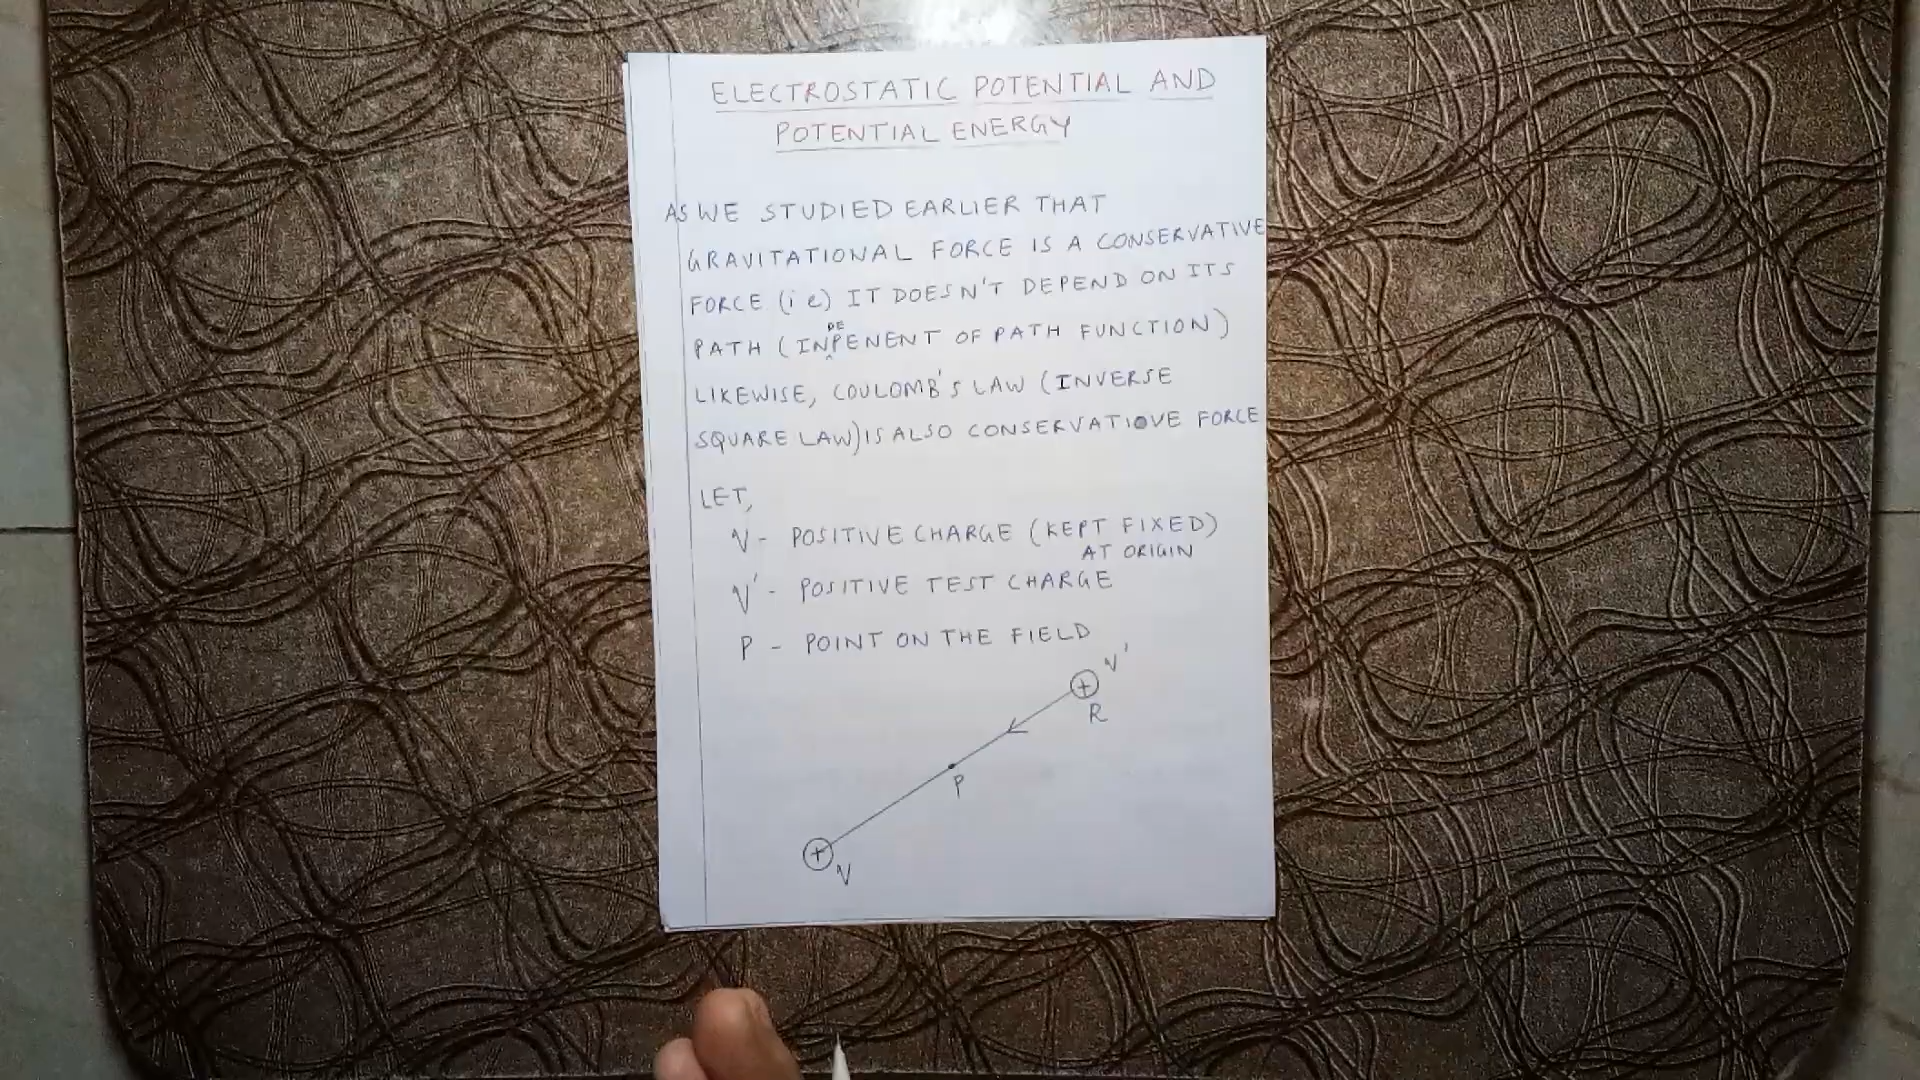 ELECTROSTATIC POTENTIAL AND
POTENTIAL ENERGY
AS WE STUDIED EARLIER THAT
GRAVITATIONAL FORCE IS A CONSERVATIVE
FORCE (i e) IT DOESN'T DEPEND ON ITS
PATH (INDEPENENT OF PATH FUNCTION)
LIKEWISE, COULOMB'S LAW (INVERSE
SQUARE LAW) IS ALSO CONSERVATIOVE FORCE
LET,
V - POSITIVE CHARGE (KEPT FIXED)
AT ORIGIN
V' - POSITIVE TEST CHARGE
P - POINT ON THE FIELD
+ V'
R
P
+ V